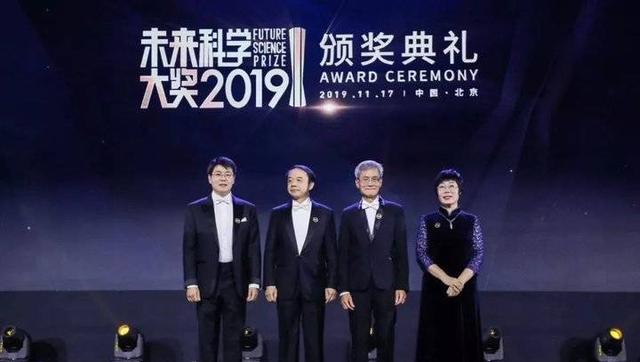 未来科学
大奖2019
FUTURE
SCIENCE
PRIZE
颁奖典礼
AWARD CEREMONY
2019.11.17 | 中国·北京